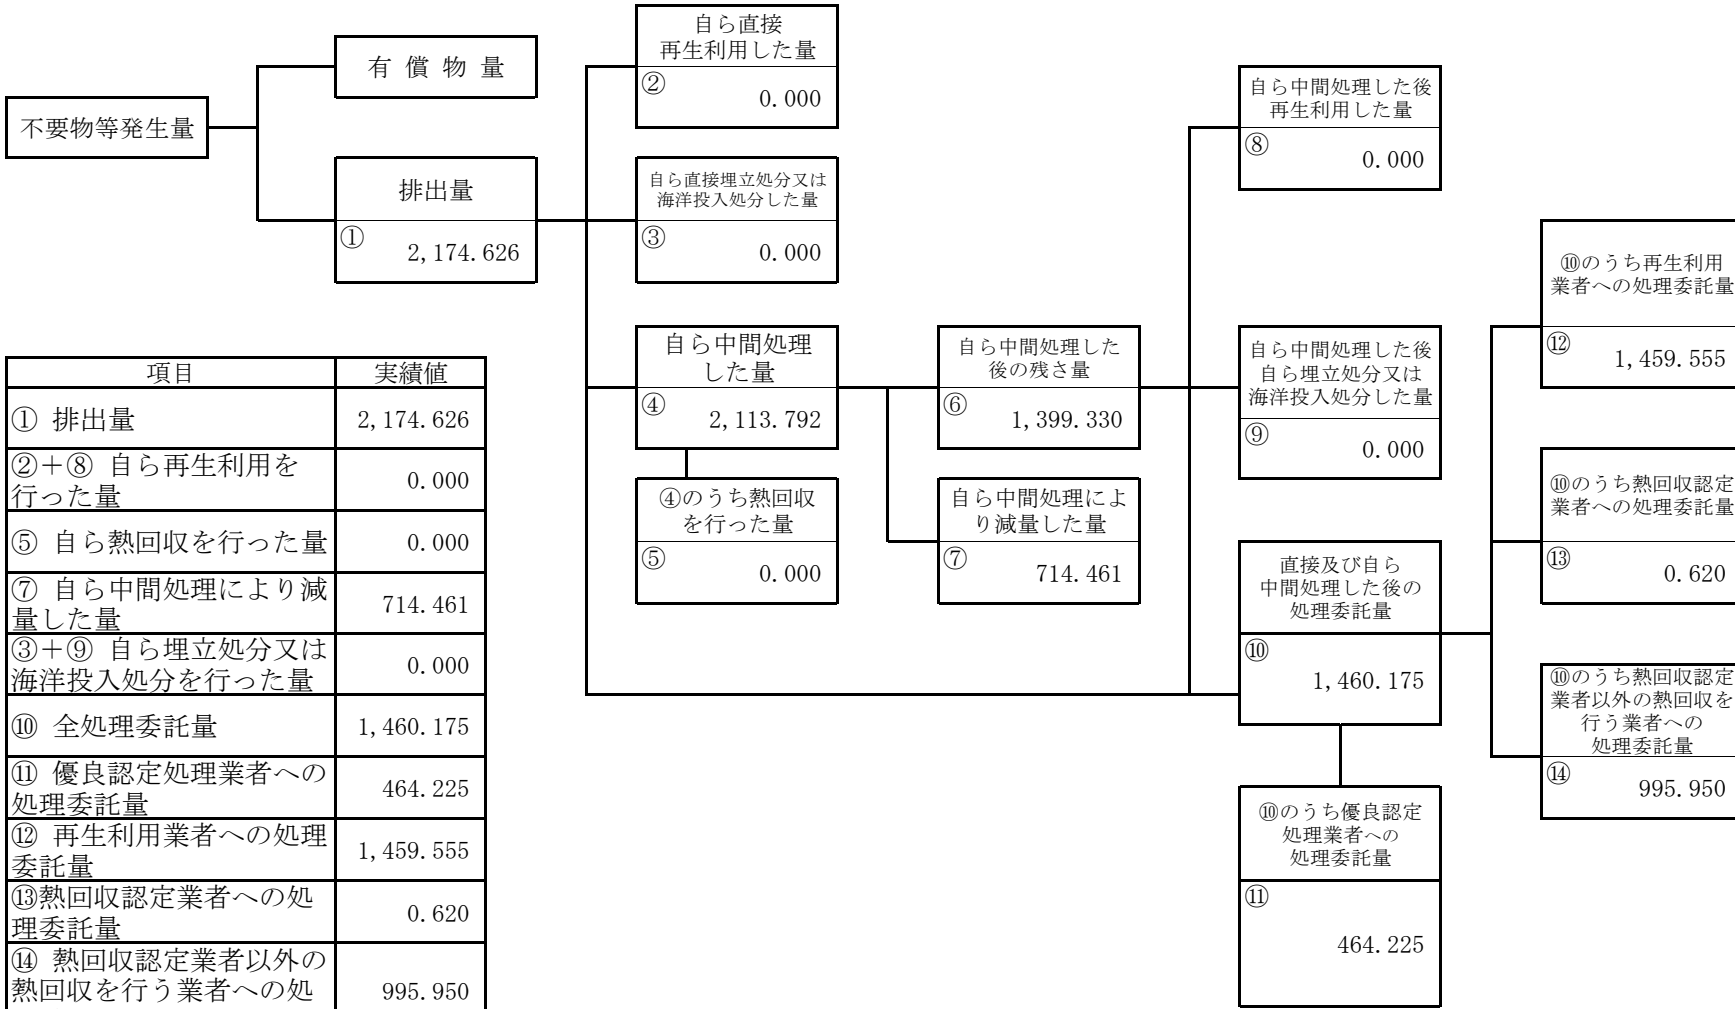 不要物等発生量
有 償 物 量
排出量
① 2,174.626
自ら直接
再生利用した量
② 0.000
自ら直接埋立処分又は
海洋投入処分した量
③ 0.000
自ら中間処理
した量
④ 2,113.792
④のうち熱回収
を行った量
⑤ 0.000
自ら中間処理した
後の残さ量
⑥ 1,399.330
自ら中間処理によ
り減量した量
⑦ 714.461
自ら中間処理した後
再生利用した量
⑧ 0.000
自ら中間処理した後
自ら埋立処分又は
海洋投入処分した量
⑨ 0.000
直接及び自ら
中間処理した後の
処理委託量
⑩ 1,460.175
⑩のうち優良認定
処理業者への
処理委託量
⑪ 464.225
⑩のうち再生利用
業者への処理委託量
⑫ 1,459.555
⑩のうち熱回収認定
業者への処理委託量
⑬ 0.620
⑩のうち熱回収認定
業者以外の熱回収を
行う業者への
処理委託量
⑭ 995.950
項目 実績値
① 排出量 2,174.626
②＋⑧ 自ら再生利用を
行った量 0.000
⑤ 自ら熱回収を行った量 0.000
⑦ 自ら中間処理により減
量した量 714.461
③＋⑨ 自ら埋立処分又は
海洋投入処分を行った量 0.000
⑩ 全処理委託量 1,460.175
⑪ 優良認定処理業者への
処理委託量 464.225
⑫ 再生利用業者への処理
委託量 1,459.555
⑬熱回収認定業者への処
理委託量 0.620
⑭ 熱回収認定業者以外の
熱回収を行う業者への処 995.950